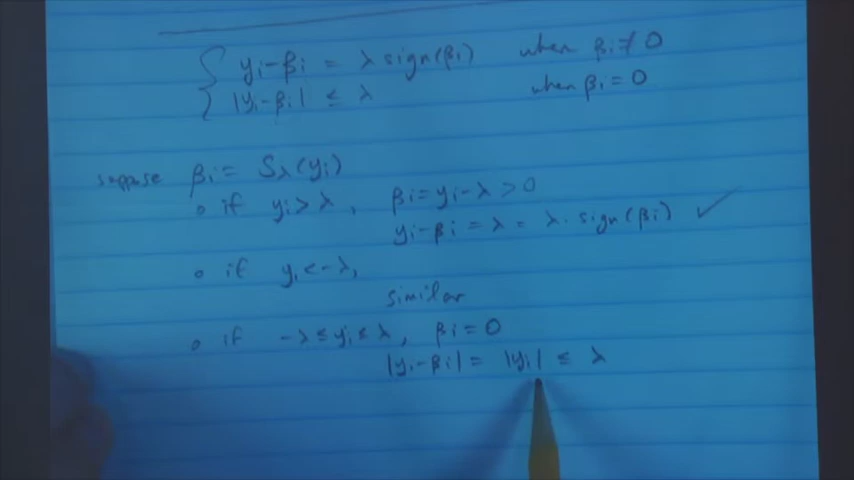 yi - βi = λ sign(βi) when βi ≠ 0
|yi - βi| ≤ λ when βi = 0
suppose βi = Sλ(yi)
∘ if yi > λ, βi = yi - λ > 0
yi - βi = λ = λ · sign(βi) ✓
∘ if yi < -λ,
similar
∘ if -λ ≤ yi ≤ λ, βi = 0
|yi - βi| = |yi| ≤ λ